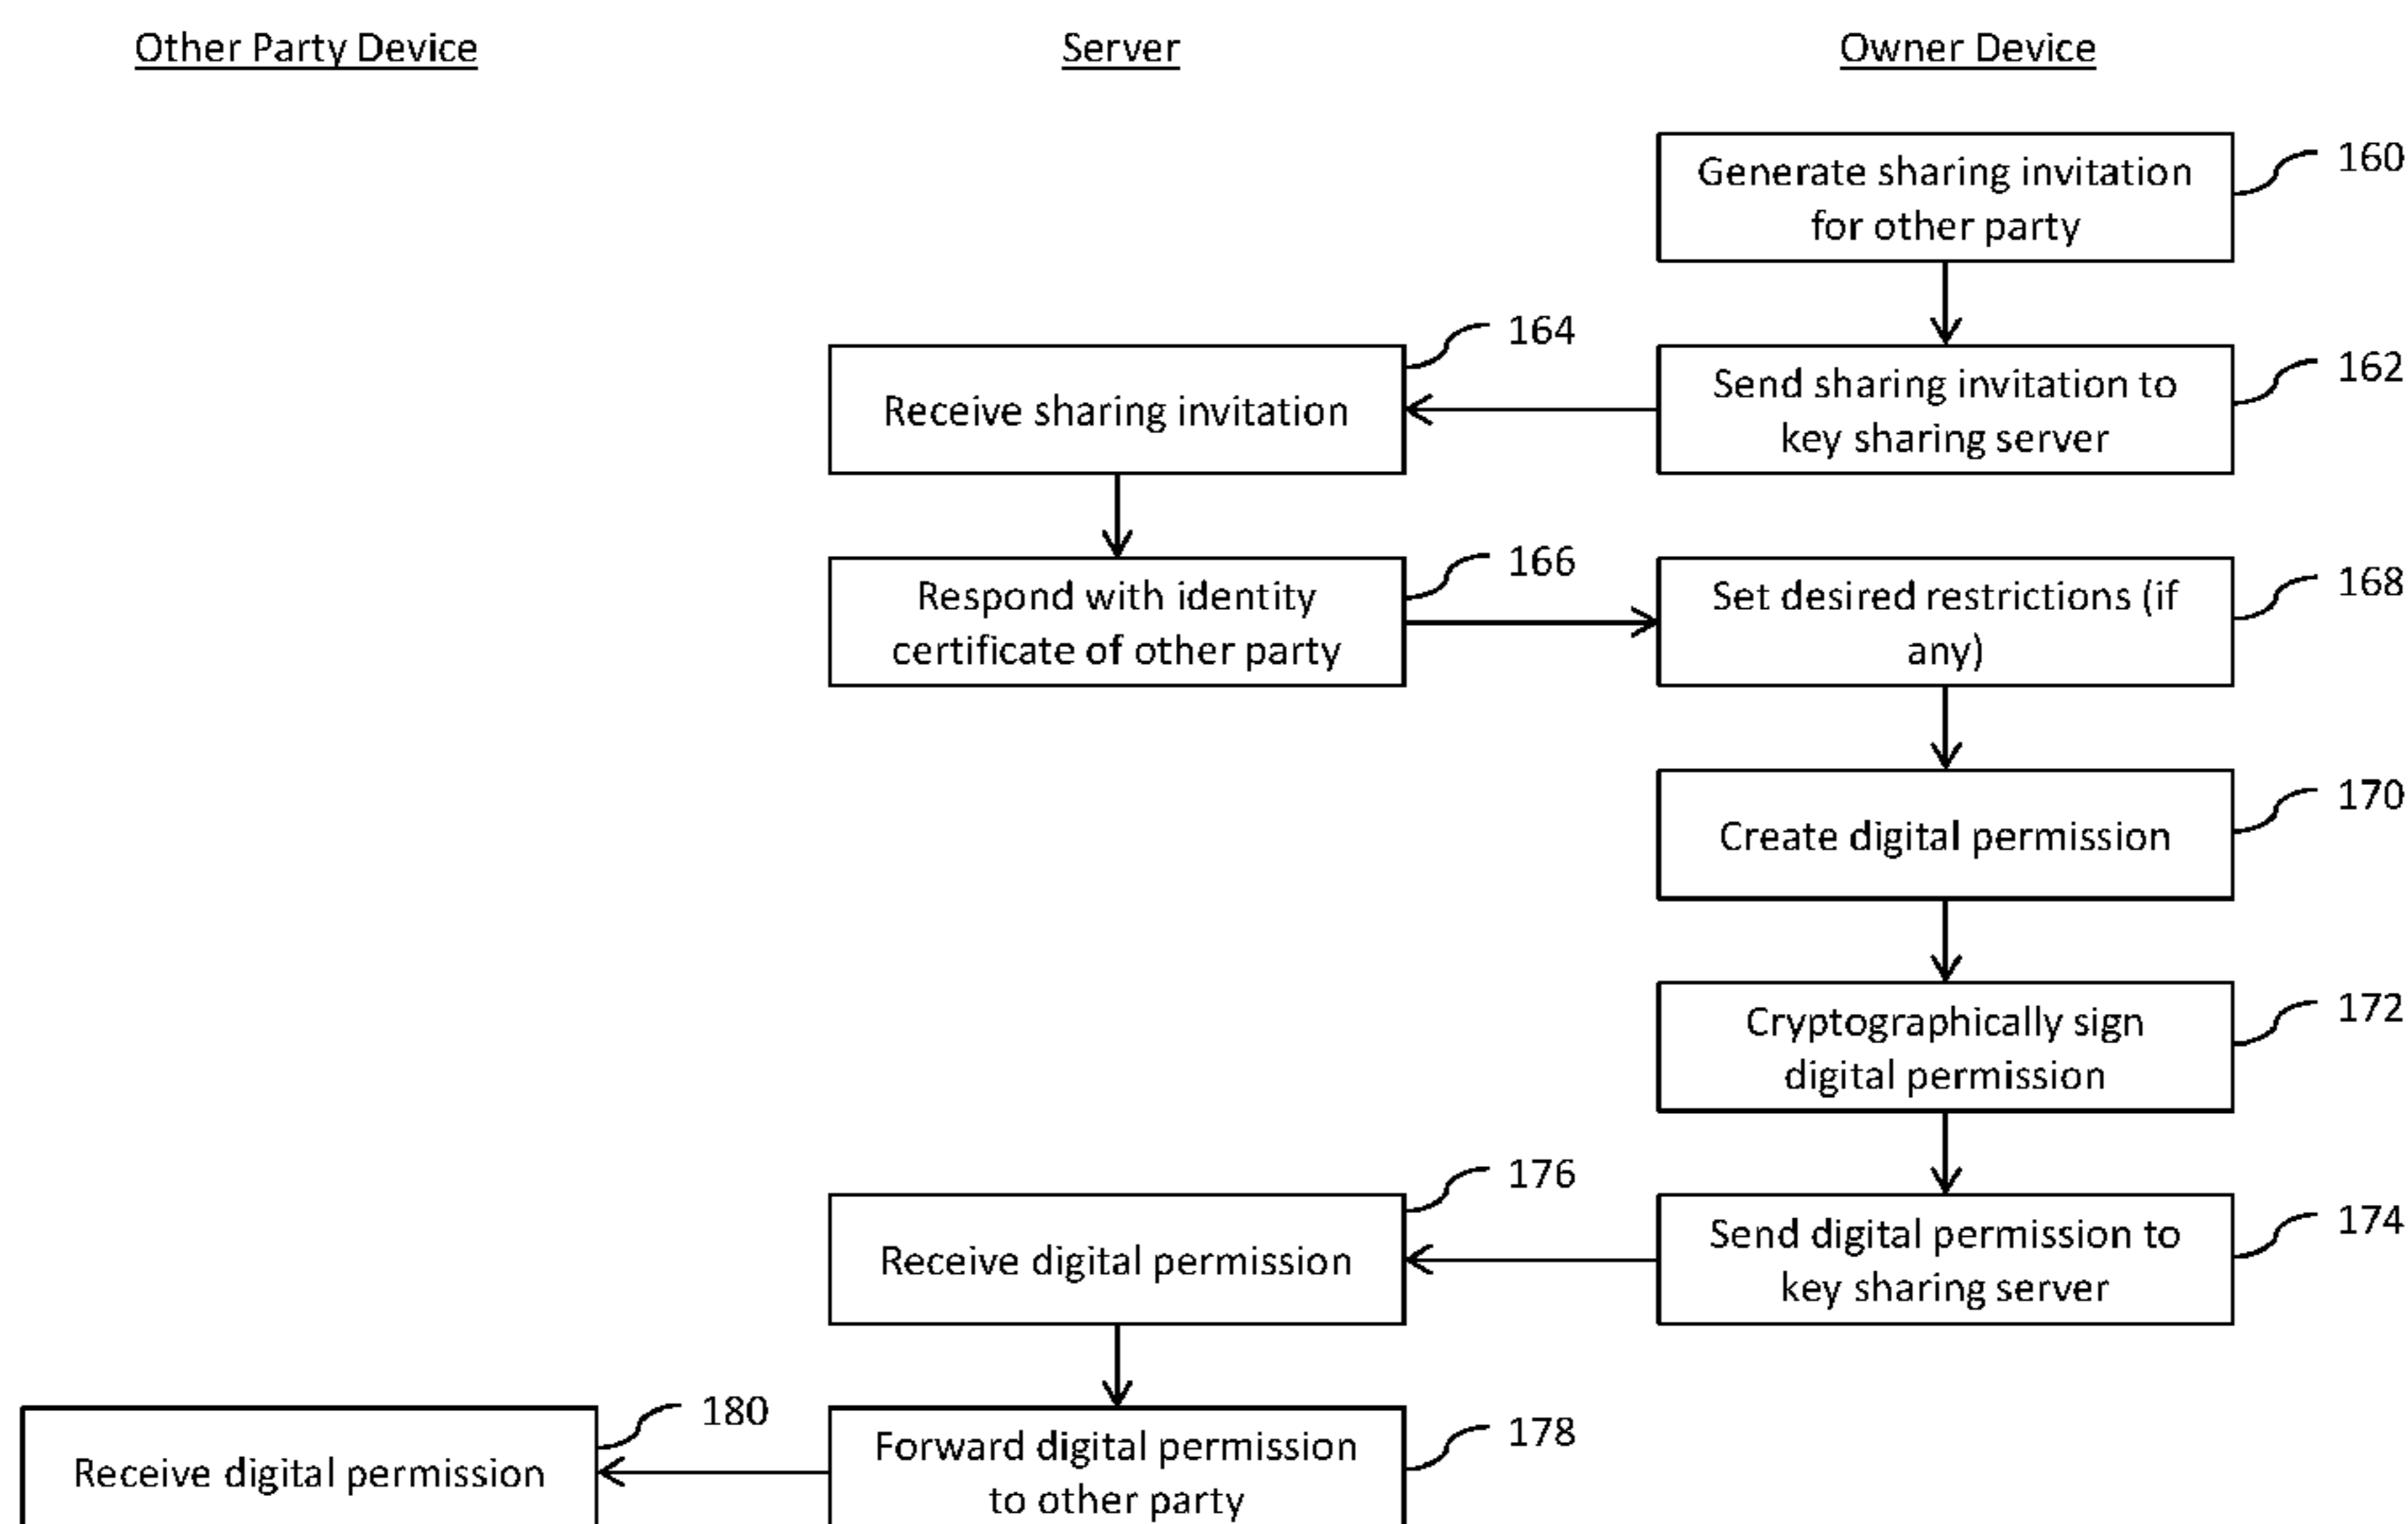 Other Party Device
Server
Owner Device
Generate sharing invitation
for other party
160
164
Receive sharing invitation
Send sharing invitation to
key sharing server
162
166
Respond with identity
certificate of other party
Set desired restrictions (if
any)
168
Create digital permission
170
Cryptographically sign
digital permission
172
176
Receive digital permission
Send digital permission to
key sharing server
174
180
Receive digital permission
Forward digital permission
to other party
178